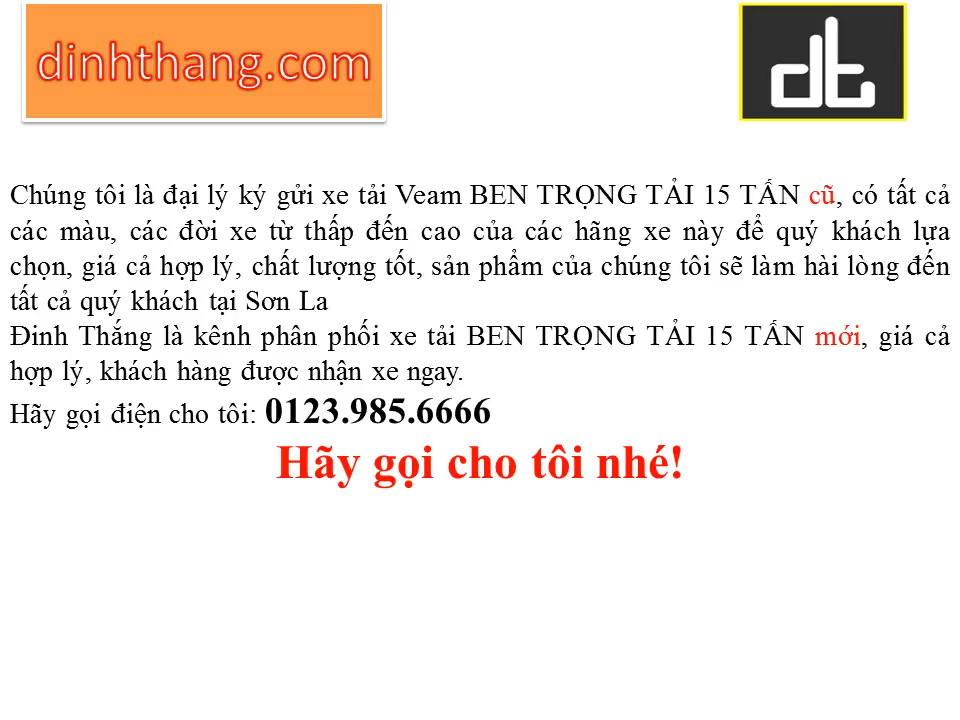 dinhthang.com
dt
Chúng tôi là đại lý ký gửi xe tải Veam BEN TRỌNG TẢI 15 TẤN cũ, có tất cả
các màu, các đời xe từ thấp đến cao của các hãng xe này để quý khách lựa
chọn, giá cả hợp lý, chất lượng tốt, sản phẩm của chúng tôi sẽ làm hài lòng đến
tất cả quý khách tại Sơn La
Đinh Thắng là kênh phân phối xe tải BEN TRỌNG TẢI 15 TẤN mới, giá cả
hợp lý, khách hàng được nhận xe ngay.
Hãy gọi điện cho tôi: 0123.985.6666
Hãy gọi cho tôi nhé!